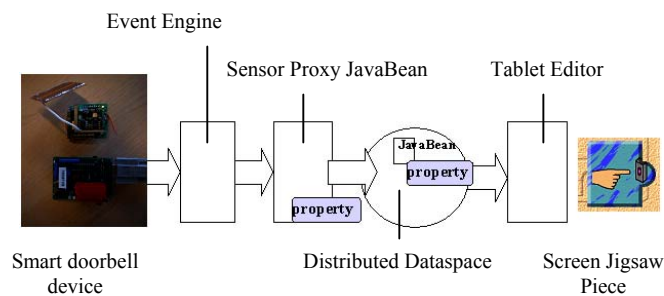 Event Engine
Sensor Proxy JavaBean
Tablet Editor
JavaBean
property
property
Smart doorbell
device
Distributed Dataspace
Screen Jigsaw
Piece